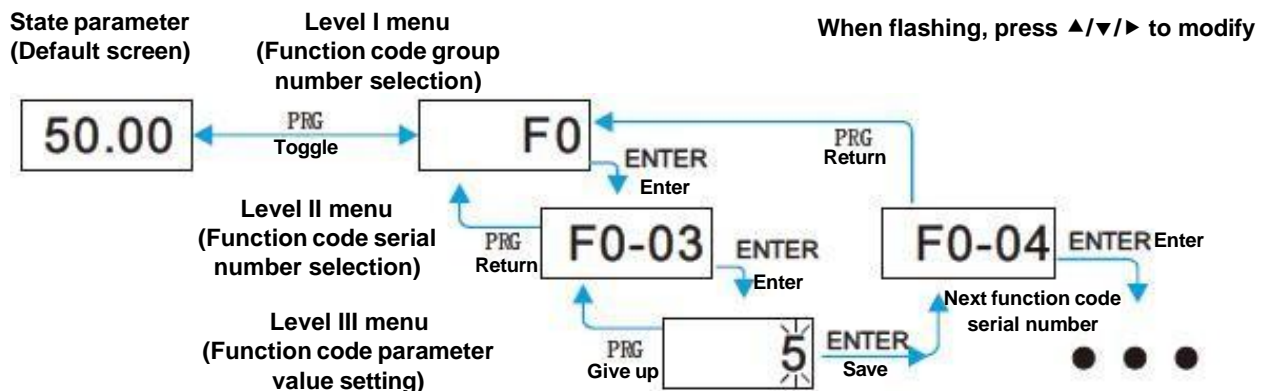 State parameter
(Default screen)
Level I menu
(Function code group
number selection)
When flashing, press ▲/▼/▶ to modify
50.00
PRG
Toggle
F0
ENTER
Enter
PRG
Return
Level II menu
(Function code serial
number selection)
PRG
Return
F0-03
ENTER
Enter
F0-04
ENTER Enter
Next function code
serial number
Level III menu
(Function code parameter
value setting)
PRG
Give up
5
ENTER
Save